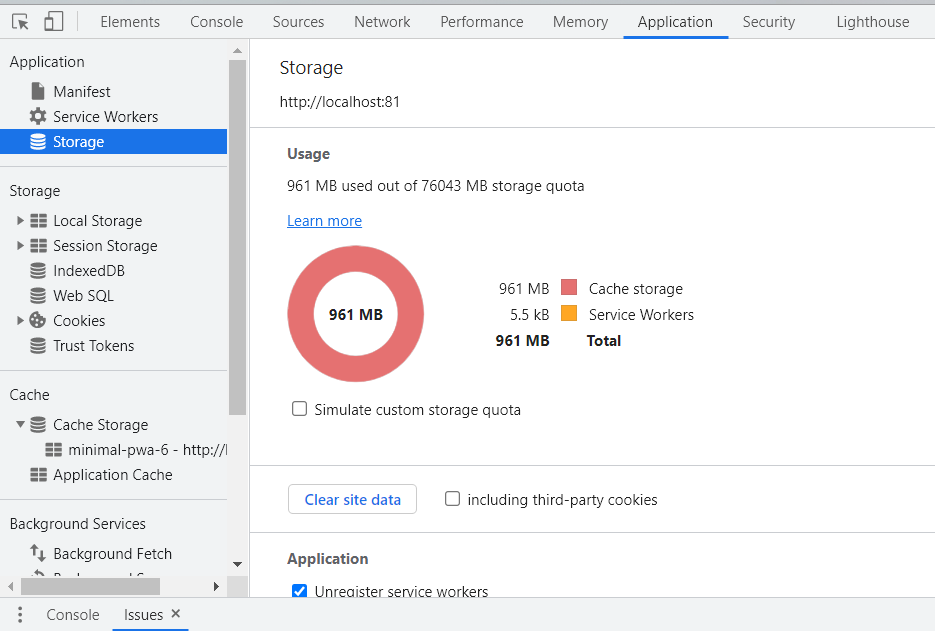 Elements Console Sources Network Performance Memory Application Security Lighthouse
Application
Manifest
Service Workers
Storage
Storage
Local Storage
Session Storage
IndexedDB
Web SQL
Cookies
Trust Tokens
Cache
Cache Storage
minimal-pwa-6 - http://l
Application Cache
Background Services
Background Fetch
Storage
http://localhost:81
Usage
961 MB used out of 76043 MB storage quota
Learn more
961 MB
961 MB Cache storage
5.5 kB Service Workers
961 MB Total
Simulate custom storage quota
Clear site data including third-party cookies
Application
Unregister service workers
Console Issues ×